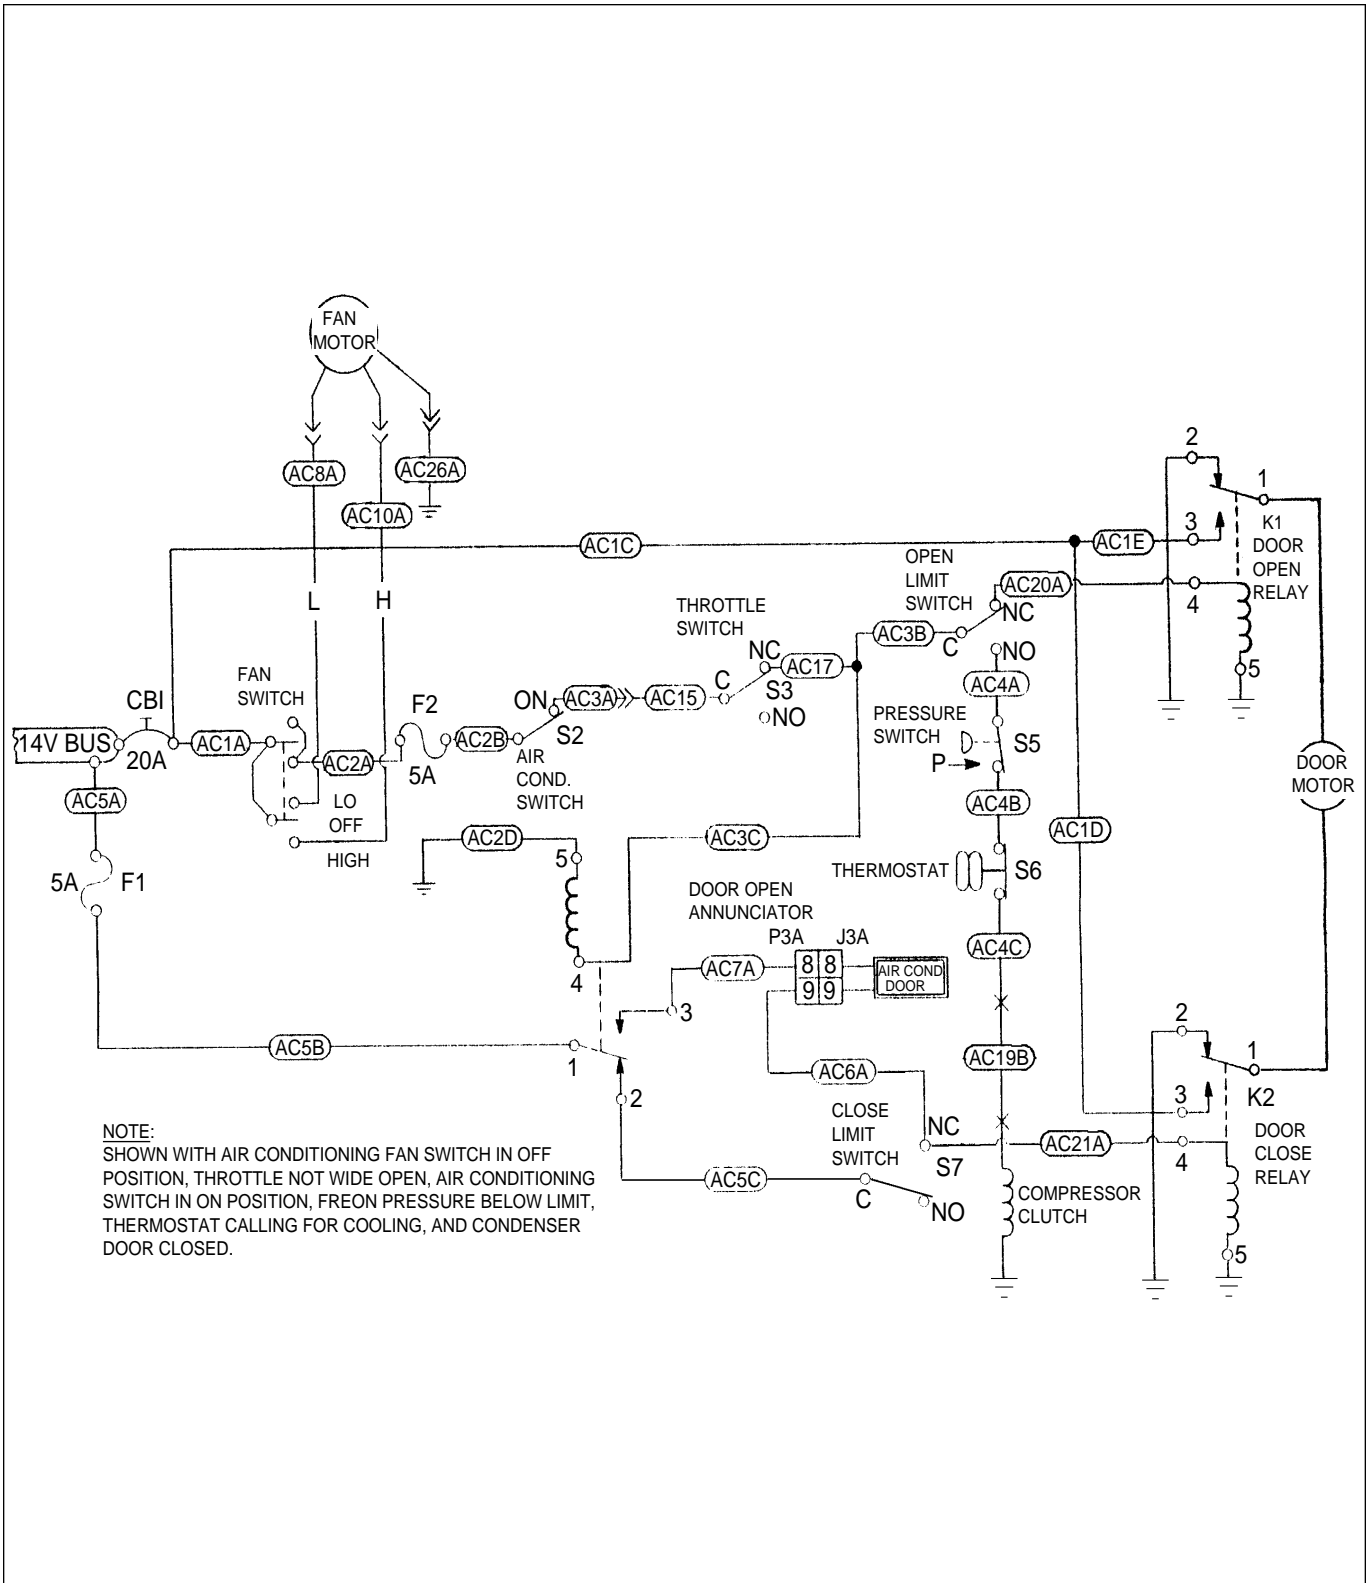 FAN
MOTOR
AC8A
AC26A
AC10A
2
1
K1
DOOR
OPEN
RELAY
3
AC1E
AC1C
OPEN
LIMIT
SWITCH
AC20A
4
5
L
H
THROTTLE
SWITCH
NC
AC3B
C
NO
NC
AC17
C
S3
NO
AC4A
FAN
SWITCH
CBI
20A
14V BUS
AC1A
AC2A
F2
5A
AC2B
ON
AC3A
AC15
S2
AIR
COND.
SWITCH
PRESSURE
SWITCH
S5
P
DOOR
MOTOR
AC5A
LO
OFF
HIGH
AC2D
AC3C
AC4B
AC1D
5A
F1
5
THERMOSTAT
S6
DOOR OPEN
ANNUNCIATOR
P3A
J3A
AC4C
AC7A
8 8
9 9
AIR COND
DOOR
4
3
AC5B
1
2
AC6A
AC19B
2
1
K2
3
DOOR
CLOSE
RELAY
CLOSE
LIMIT
SWITCH
NC
S7
AC21A
4
AC5C
C
NO
COMPRESSOR
CLUTCH
5
NOTE:
SHOWN WITH AIR CONDITIONING FAN SWITCH IN OFF
POSITION, THROTTLE NOT WIDE OPEN, AIR CONDITIONING
SWITCH IN ON POSITION, FREON PRESSURE BELOW LIMIT,
THERMOSTAT CALLING FOR COOLING, AND CONDENSER
DOOR CLOSED.